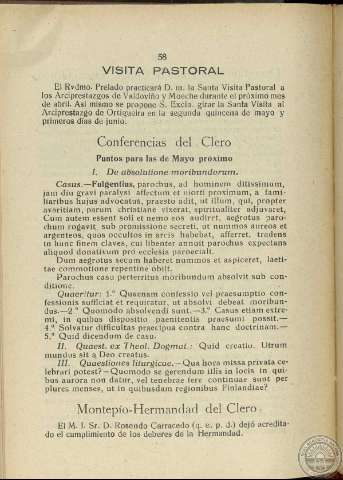 58
VISITA PASTORAL
El Rvdmo. Prelado practicará D. m. la Santa Visita Pastoral a
los Arciprestazgos de Valdoviño y Moeche durante el próximo mes
de abril. Asi mismo se propone S. Excia. girar la Santa Visita al
Arciprestazgo de Ortigueira en la segunda quincena de mayo y
primeros días de junio.
Conferencias del Clero
Puntos para las de Mayo próximo
I. De absolutione moribundorum.
Casus.—Fulgentius, parochus, ad hominem ditissimum,
jam diu gravi paralysi affectum et morti proximum, a fami-
liaribus hujus advocatus, praesto adit, ut illum, qui, propter
avaritiam, parum christiane vixerat, spiritualiter adjuvaret,
Cum autem essent soli et nemo eos audiret, aegrotus paro-
chum rogavit sub promissione secreti, ut nummos aureos et
argenteos, quos occultos in arcis habebat, afferret, tradens
in hunc finem claves, cui libenter annuit parochus expectans
aliquod donativum pro ecclesia paroeciali.
Dum aegrotus secum haberet nummos et aspiceret, laeti-
tae commotione repentine obiit.
Parochus casu perterritus moribundum absolvit sub con-
ditione.
Quaeritur: 1.º Quaenam confessio vel praesumptio con-
fessionis sufficiat et requiratur, ut absolvi debeat moribun-
dus.—2.º Quomodo absolvendi sunt.—3.º Casus etiam extre-
mi, in quibus dispositio paenitentis praesumi possit.—
4.º Solvatur difficultas praecipua contra hanc doctrinam.—
5.º Quid dicendum de casu.
II. Quaest. ex Theol. Dogmat.: Quid creatio. Utrum
mundus sit a Deo creatus.
III. Quaestiones liturgicae.—Qua hora missa privata ce-
lebrari potest?—Quomodo se gerendum illis in locis in qui-
bus aurora non datur, vel tenebrae fere continuae sunt per
plures menses, ut in quibusdam regionibus Finlandiae?
Montepío-Hermandad del Clero
El M. I. Sr. D. Rosendo Carracedo (q. e. p. d.) dejó acredita-
do el cumplimiento de los deberes de la Hermandad.